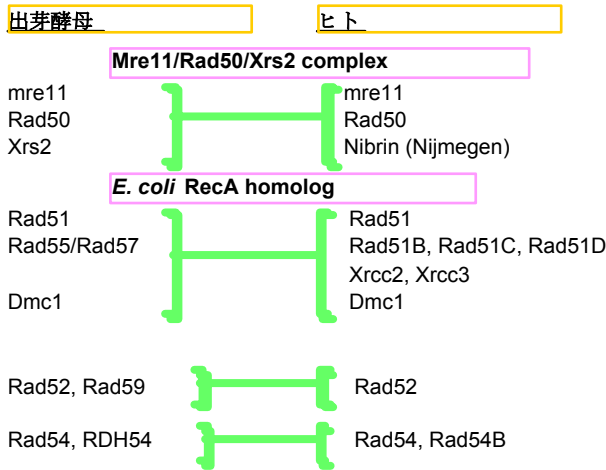 出芽酵母 ヒト
Mre11/Rad50/Xrs2 complex
mre11 mre11
Rad50 Rad50
Xrs2 Nibrin (Nijmegen)
E. coli RecA homolog
Rad51 Rad51
Rad55/Rad57 Rad51B, Rad51C, Rad51D
Xrcc2, Xrcc3
Dmc1 Dmc1
Rad52, Rad59 Rad52
Rad54, RDH54 Rad54, Rad54B